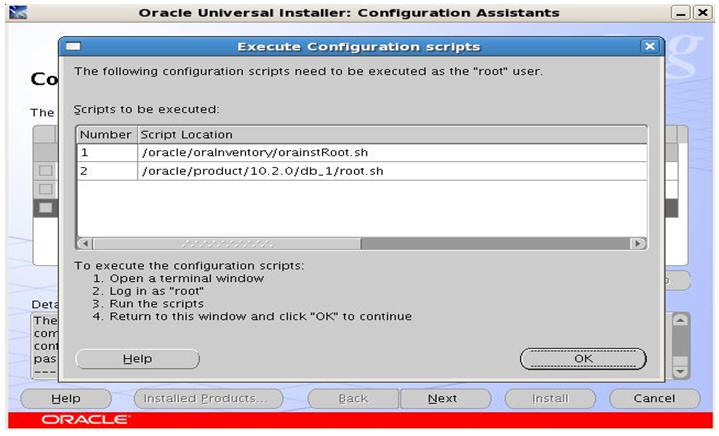 Oracle Universal Installer: Configuration Assistants
Execute Configuration scripts
The following configuration scripts need to be executed as the "root" user.
Scripts to be executed:
Number Script Location
1 /oracle/oraInventory/orainstRoot.sh
2 /oracle/product/10.2.0/db_1/root.sh
To execute the configuration scripts:
1. Open a terminal window
2. Log in as "root"
3. Run the scripts
4. Return to this window and click "OK" to continue
Help OK
Co
The
Deta
The
com
cont
pas
----
Help Installed Products... Back Next Install Cancel
ORACLE